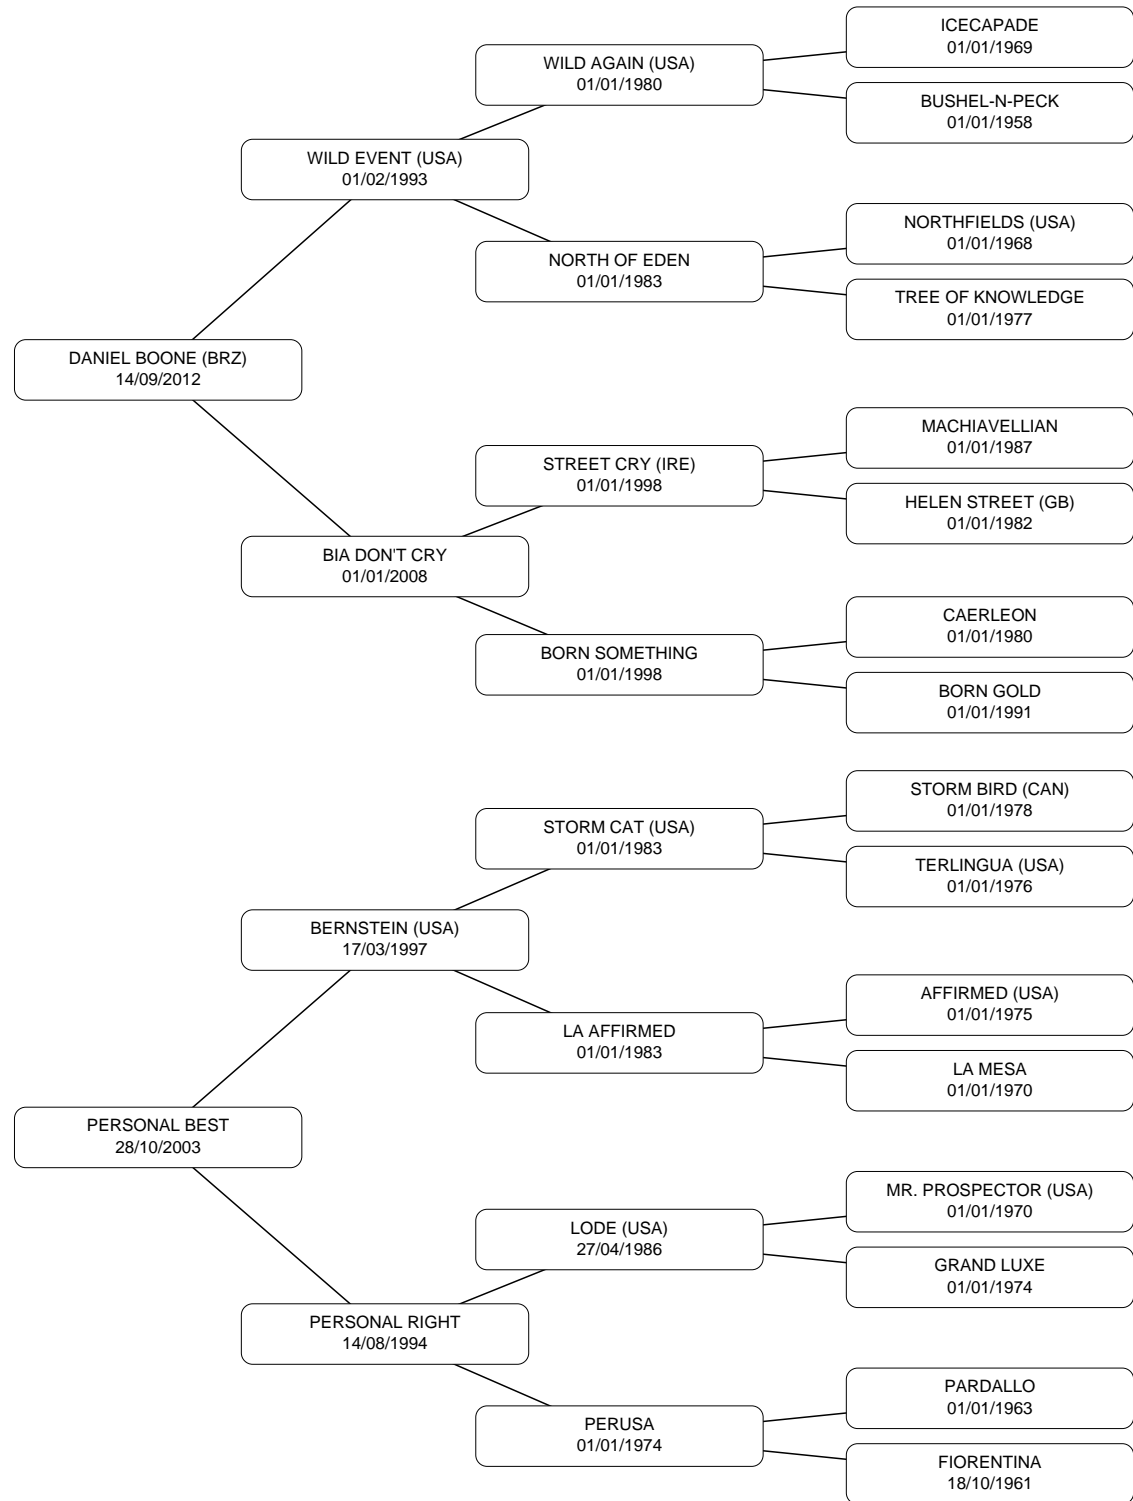 ICECAPADE
01/01/1969
WILD AGAIN (USA)
01/01/1980
BUSHEL-N-PECK
01/01/1958
WILD EVENT (USA)
01/02/1993
NORTHFIELDS (USA)
01/01/1968
NORTH OF EDEN
01/01/1983
TREE OF KNOWLEDGE
01/01/1977
DANIEL BOONE (BRZ)
14/09/2012
MACHIAVELLIAN
01/01/1987
STREET CRY (IRE)
01/01/1998
HELEN STREET (GB)
01/01/1982
BIA DON'T CRY
01/01/2008
CAERLEON
01/01/1980
BORN SOMETHING
01/01/1998
BORN GOLD
01/01/1991
STORM BIRD (CAN)
01/01/1978
STORM CAT (USA)
01/01/1983
TERLINGUA (USA)
01/01/1976
BERNSTEIN (USA)
17/03/1997
AFFIRMED (USA)
01/01/1975
LA AFFIRMED
01/01/1983
LA MESA
01/01/1970
PERSONAL BEST
28/10/2003
MR. PROSPECTOR (USA)
01/01/1970
LODE (USA)
27/04/1986
GRAND LUXE
01/01/1974
PERSONAL RIGHT
14/08/1994
PARDALLO
01/01/1963
PERUSA
01/01/1974
FIORENTINA
18/10/1961